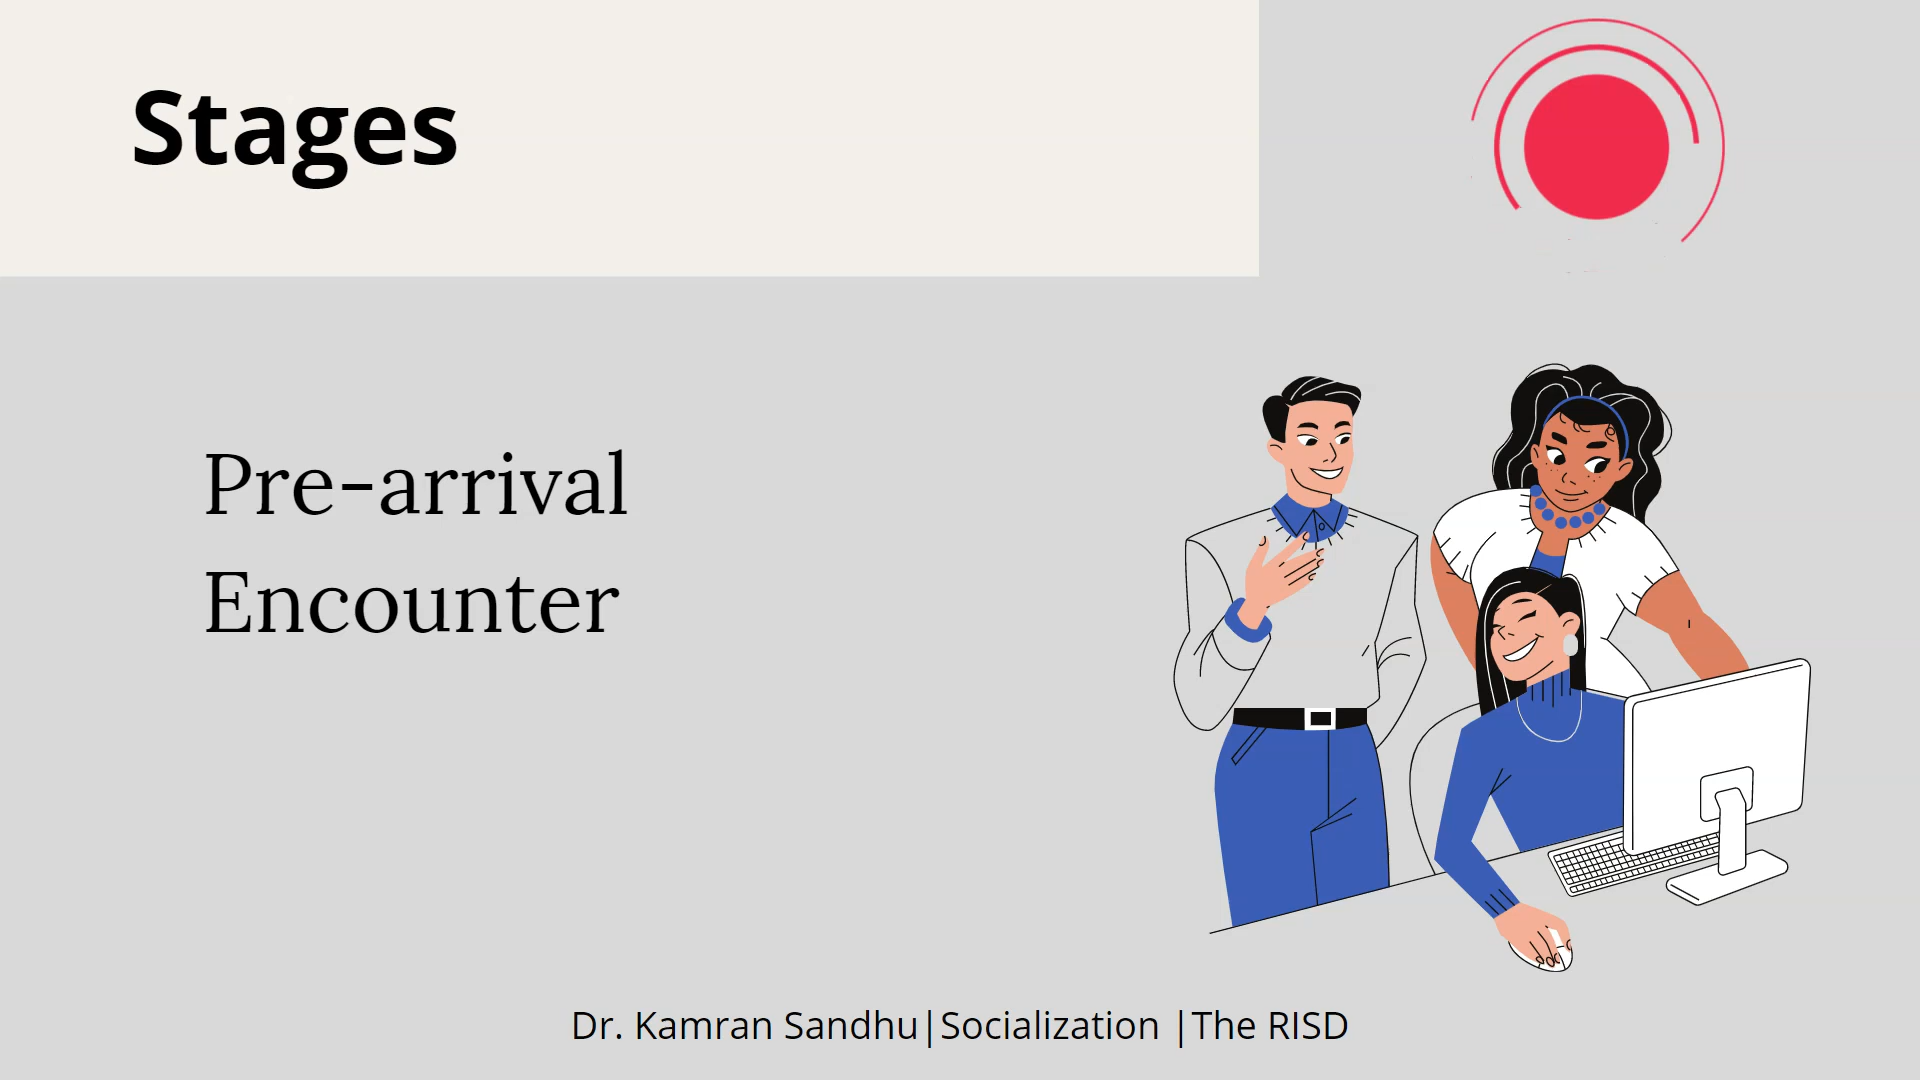 Stages
Pre-arrival
Encounter
Dr. Kamran Sandhu|Socialization |The RISD